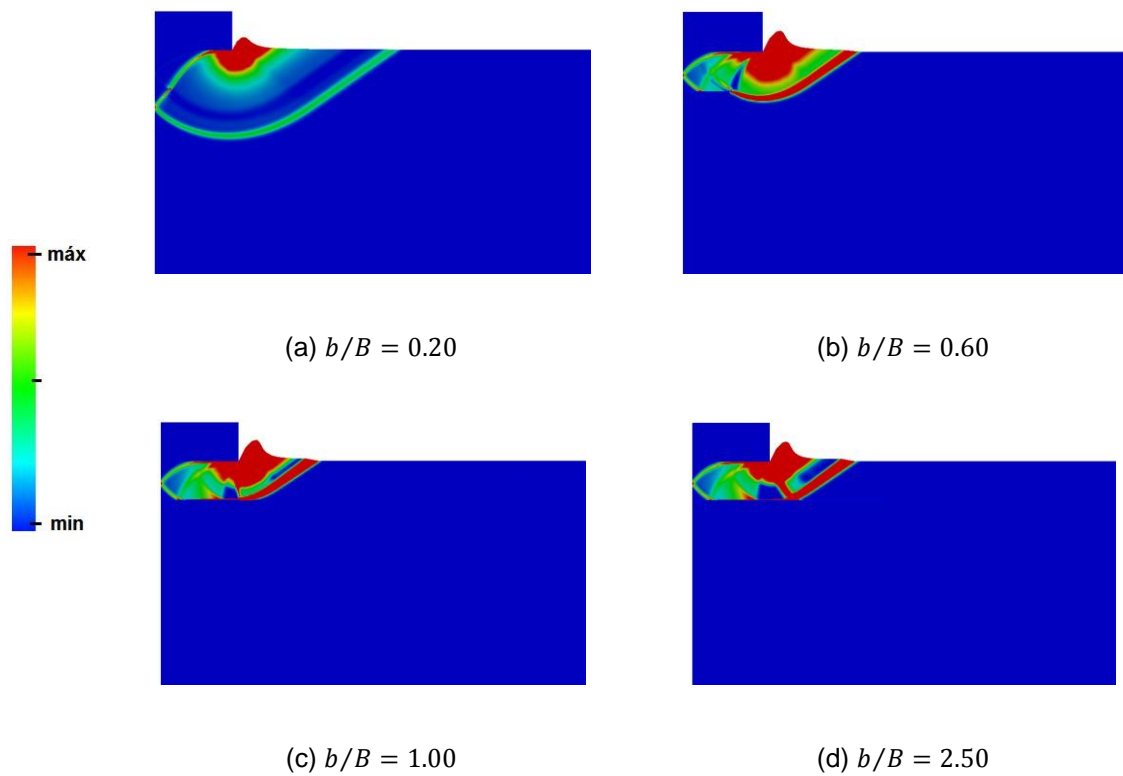 (a) b/B = 0.20
(b) b/B = 0.60
máx
min
(c) b/B = 1.00
(d) b/B = 2.50